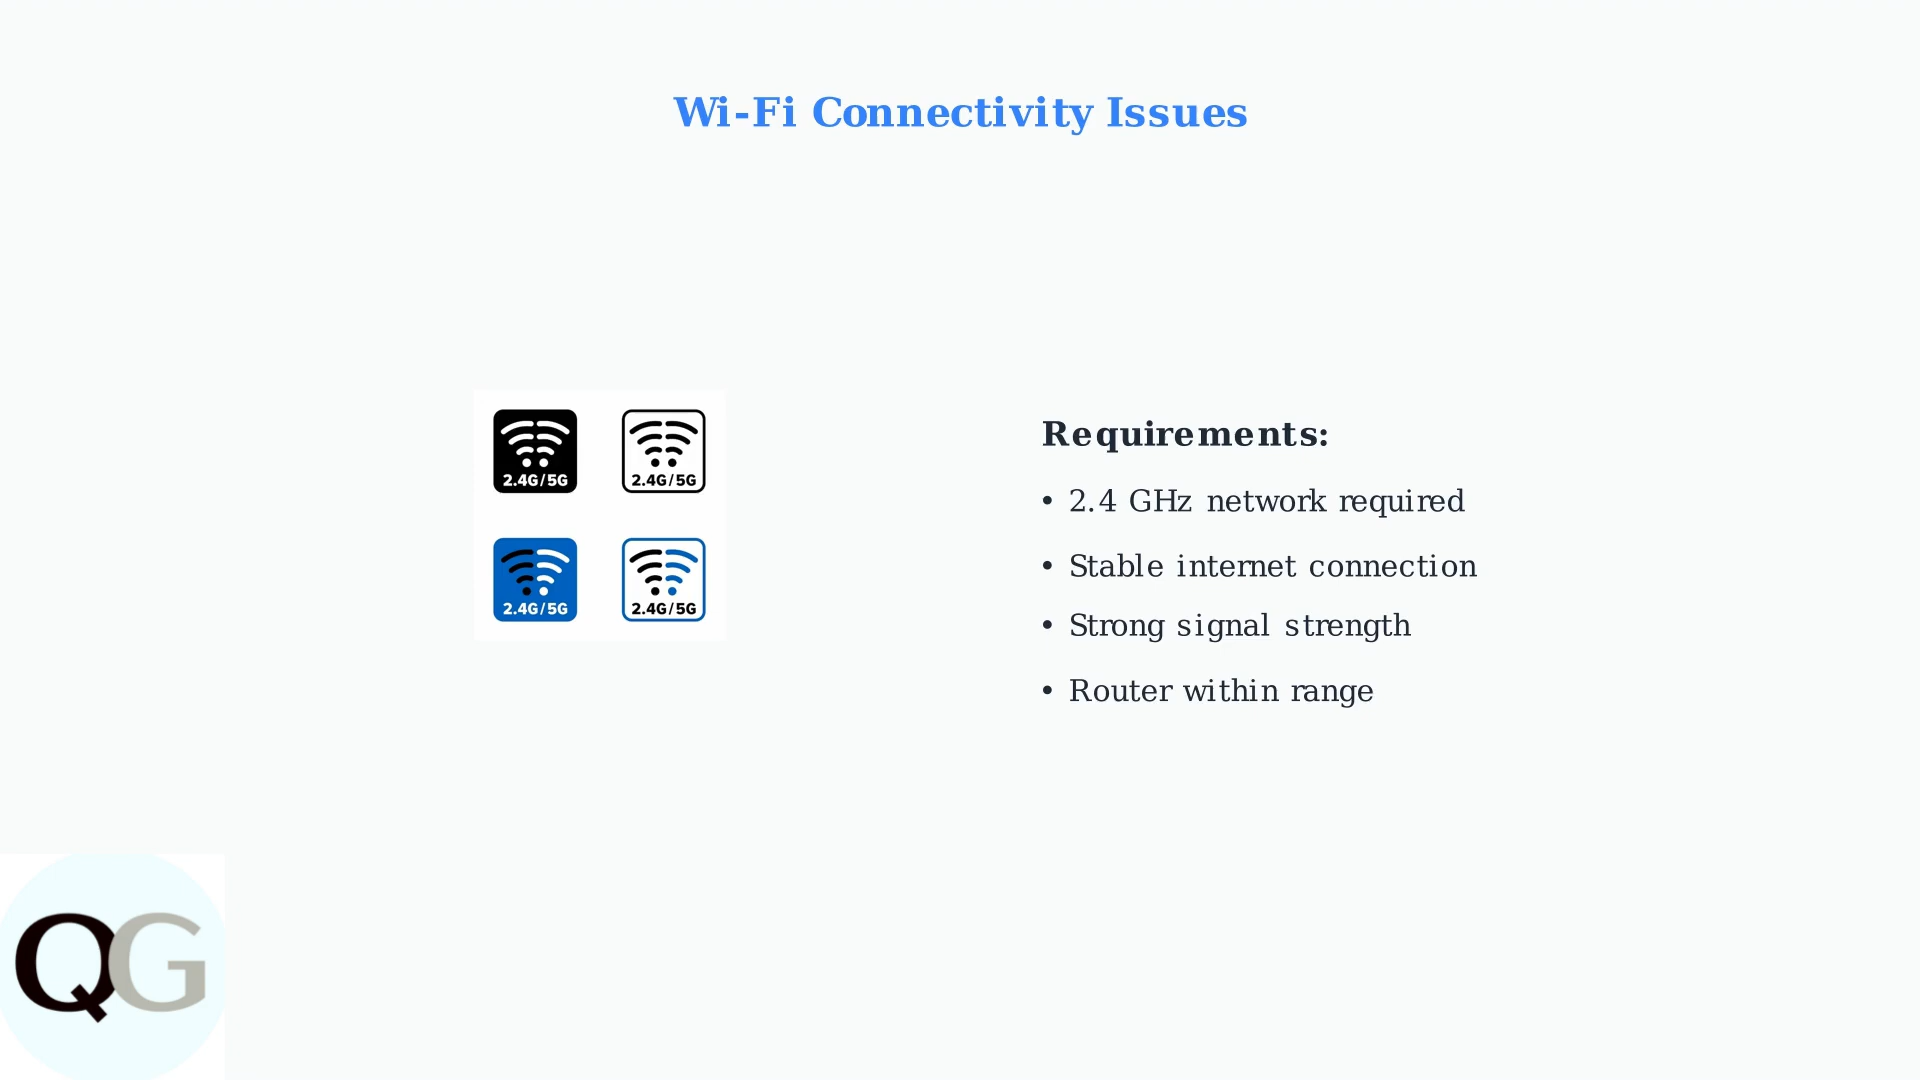 Wi-Fi Connectivity Issues
2.4G/5G
2.4G/5G
2.4G/5G
2.4G/5G
Requirements:
• 2.4 GHz network required
• Stable internet connection
• Strong signal strength
• Router within range
QG